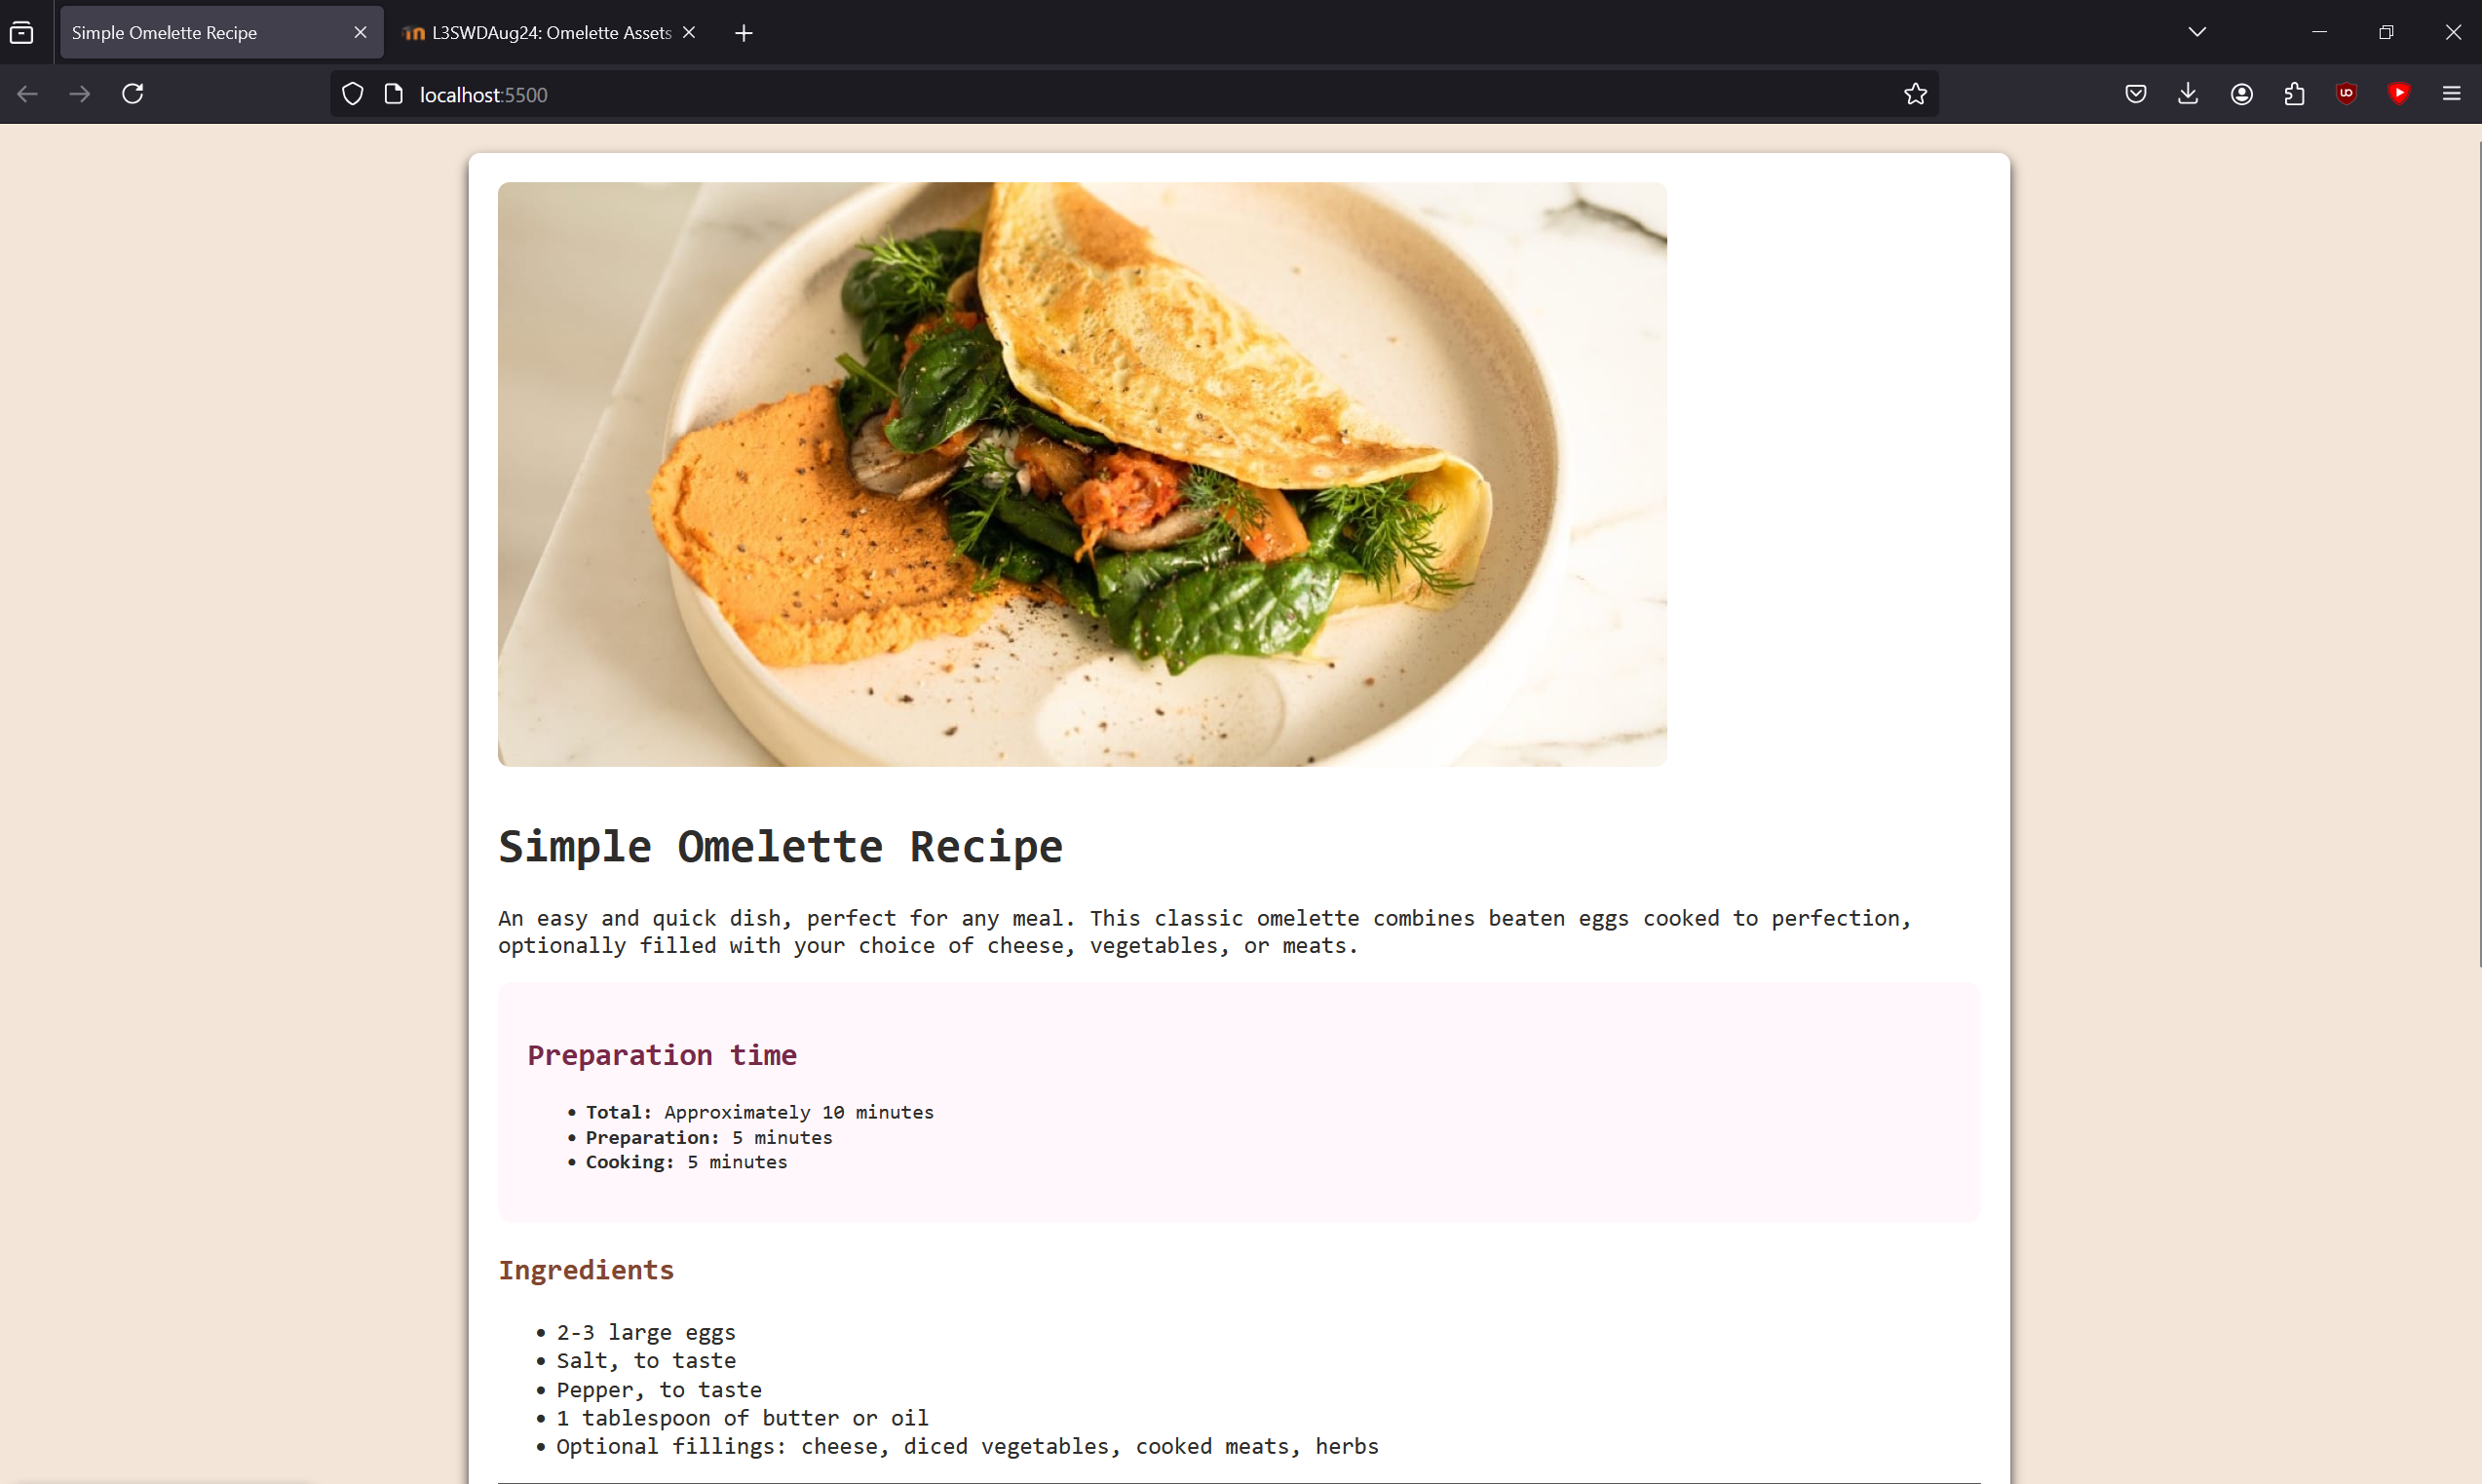 Simple Omelette Recipe
L3SWDAug24: Omelette Assets
localhost:5500
Simple Omelette Recipe
An easy and quick dish, perfect for any meal. This classic omelette combines beaten eggs cooked to perfection,
optionally filled with your choice of cheese, vegetables, or meats.
Preparation time
• Total: Approximately 10 minutes
• Preparation: 5 minutes
• Cooking: 5 minutes
Ingredients
• 2-3 large eggs
• Salt, to taste
• Pepper, to taste
• 1 tablespoon of butter or oil
• Optional fillings: cheese, diced vegetables, cooked meats, herbs